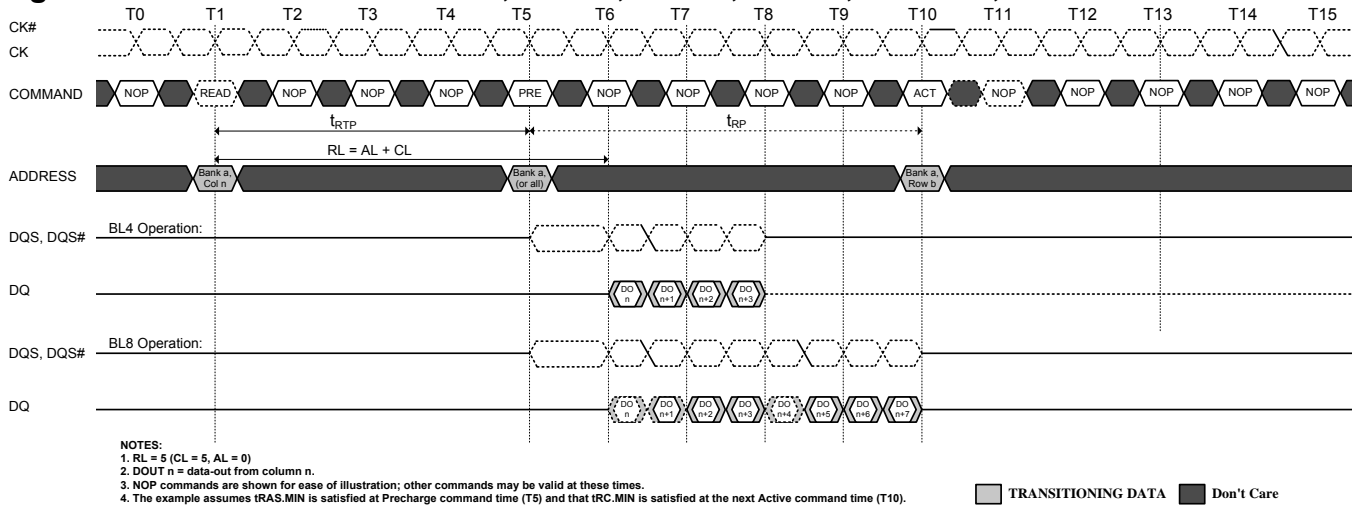 T0 T1 T2 T3 T4 T5 T6 T7 T8 T9 T10 T11 T12 T13 T14 T15
CK#
CK
COMMAND NOP READ NOP NOP NOP PRE NOP NOP NOP NOP ACT NOP NOP NOP NOP NOP
tRTP tRP
RL = AL + CL
ADDRESS Bank a, Col n Bank a, (or all) Bank a, Row b
BL4 Operation:
DQS, DQS#
DQ DO n DO n+1 DO n+2 DO n+3
BL8 Operation:
DQS, DQS#
DQ DO n DO n+1 DO n+2 DO n+3 DO n+4 DO n+5 DO n+6 DO n+7
NOTES:
1. RL = 5 (CL = 5, AL = 0)
2. DOUT n = data-out from column n.
3. NOP commands are shown for ease of illustration; other commands may be valid at these times.
4. The example assumes tRAS.MIN is satisfied at Precharge command time (T5) and that tRC.MIN is satisfied at the next Active command time (T10).
TRANSITIONING DATA Don't Care